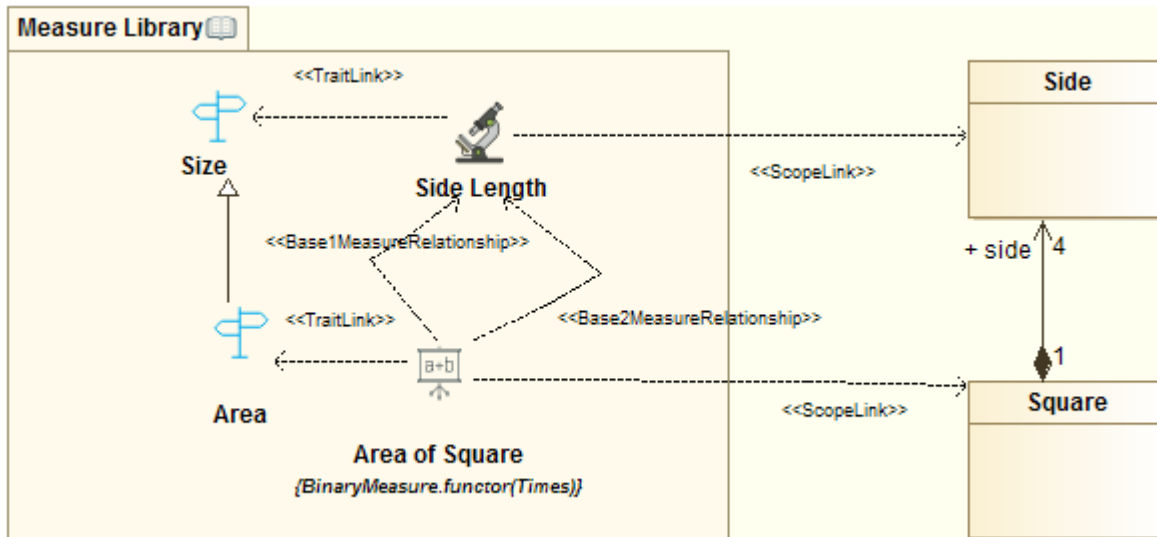 Measure Library
<<TraitLink>>
Side
Size
Side Length
<<ScopeLink>>
<<Base1MeasureRelationship>>
+ side
4
<<TraitLink>>
<<Base2MeasureRelationship>>
1
a+b
Area
<<ScopeLink>>
Square
Area of Square
{BinaryMeasure.functor(Times)}